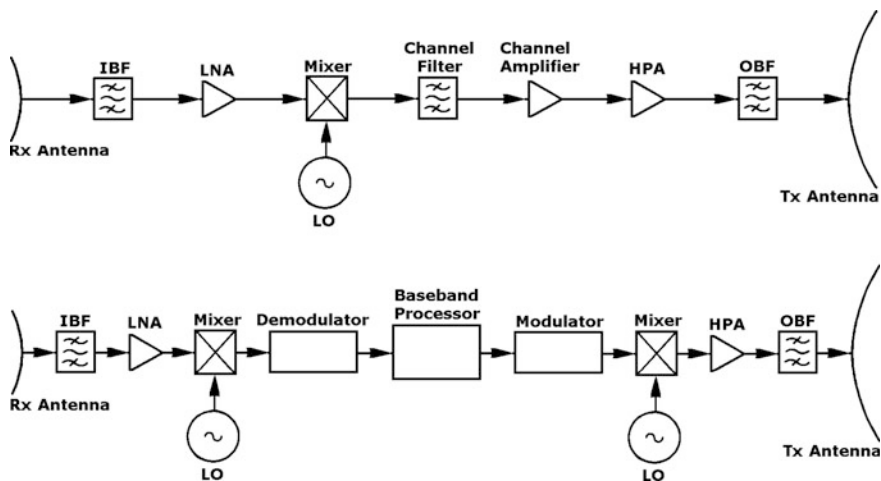 IBF
LNA
Mixer
Channel
Filter
Channel
Amplifier
HPA
OBF
Rx Antenna
LO
Tx Antenna
IBF
LNA
Mixer
Demodulator
Baseband
Processor
Modulator
Mixer
HPA
OBF
Rx Antenna
LO
LO
Tx Antenna